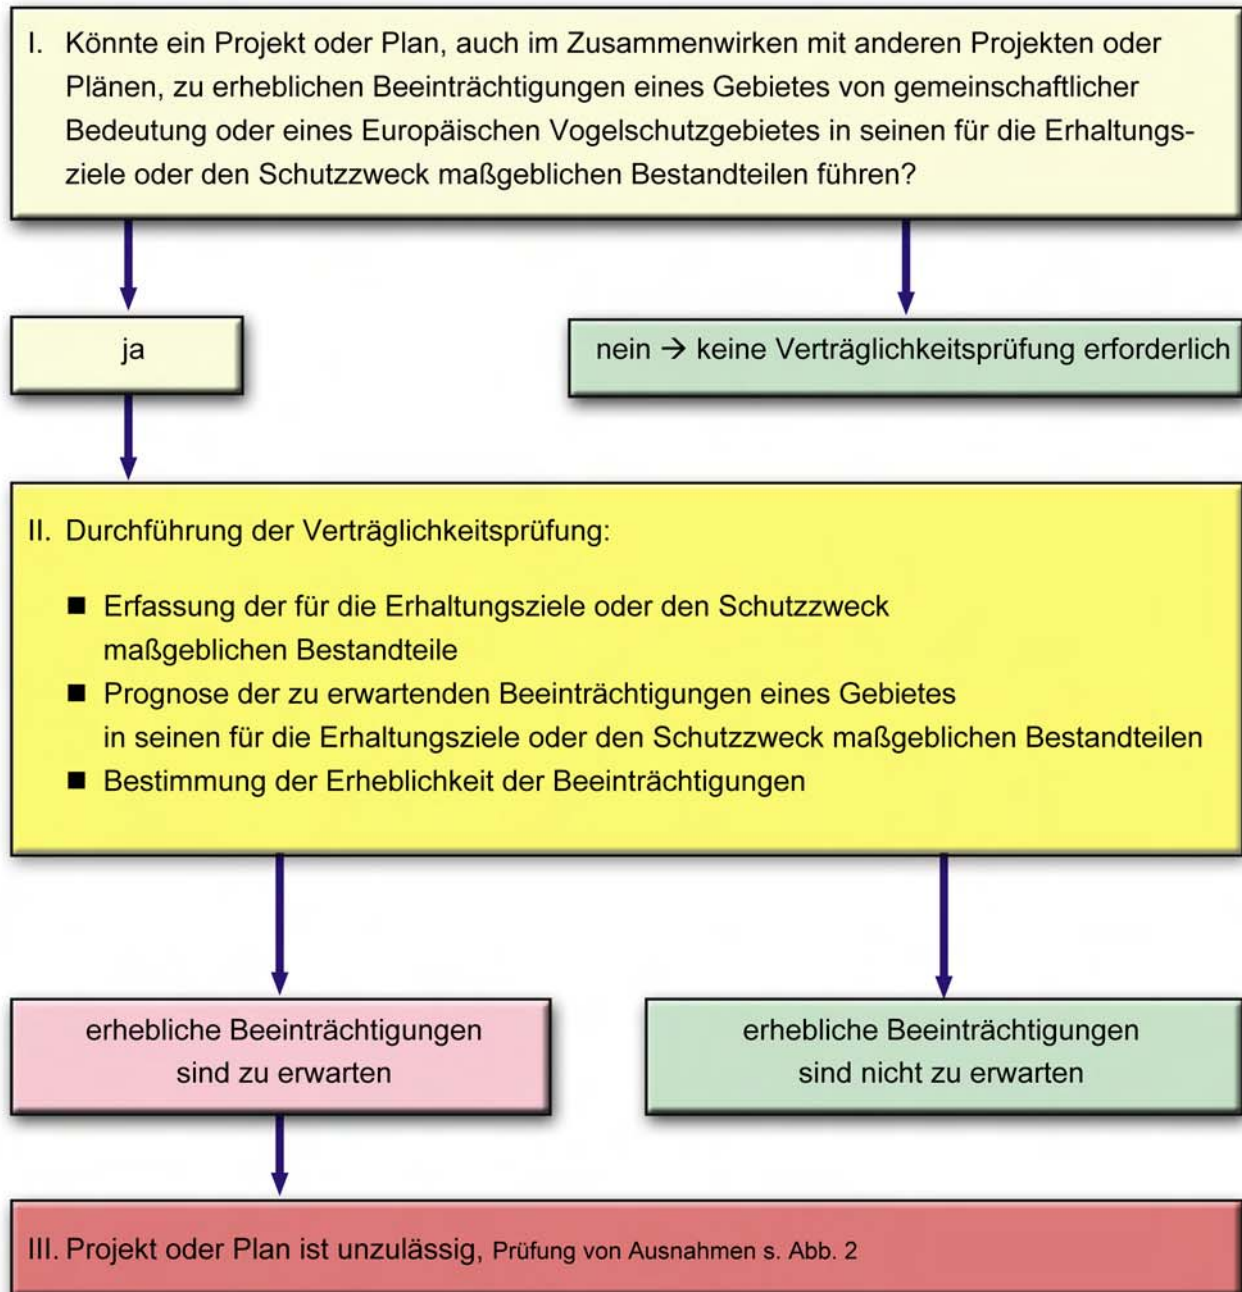 I. Könnte ein Projekt oder Plan, auch im Zusammenwirken mit anderen Projekten oder
Plänen, zu erheblichen Beeinträchtigungen eines Gebietes von gemeinschaftlicher
Bedeutung oder eines Europäischen Vogelschutzgebietes in seinen für die Erhaltungs-
ziele oder den Schutzzweck maßgeblichen Bestandteilen führen?
ja
nein → keine Verträglichkeitsprüfung erforderlich
II. Durchführung der Verträglichkeitsprüfung:
■ Erfassung der für die Erhaltungsziele oder den Schutzzweck
maßgeblichen Bestandteile
■ Prognose der zu erwartenden Beeinträchtigungen eines Gebietes
in seinen für die Erhaltungsziele oder den Schutzzweck maßgeblichen Bestandteilen
■ Bestimmung der Erheblichkeit der Beeinträchtigungen
erhebliche Beeinträchtigungen
sind zu erwarten
erhebliche Beeinträchtigungen
sind nicht zu erwarten
III. Projekt oder Plan ist unzulässig, Prüfung von Ausnahmen s. Abb. 2